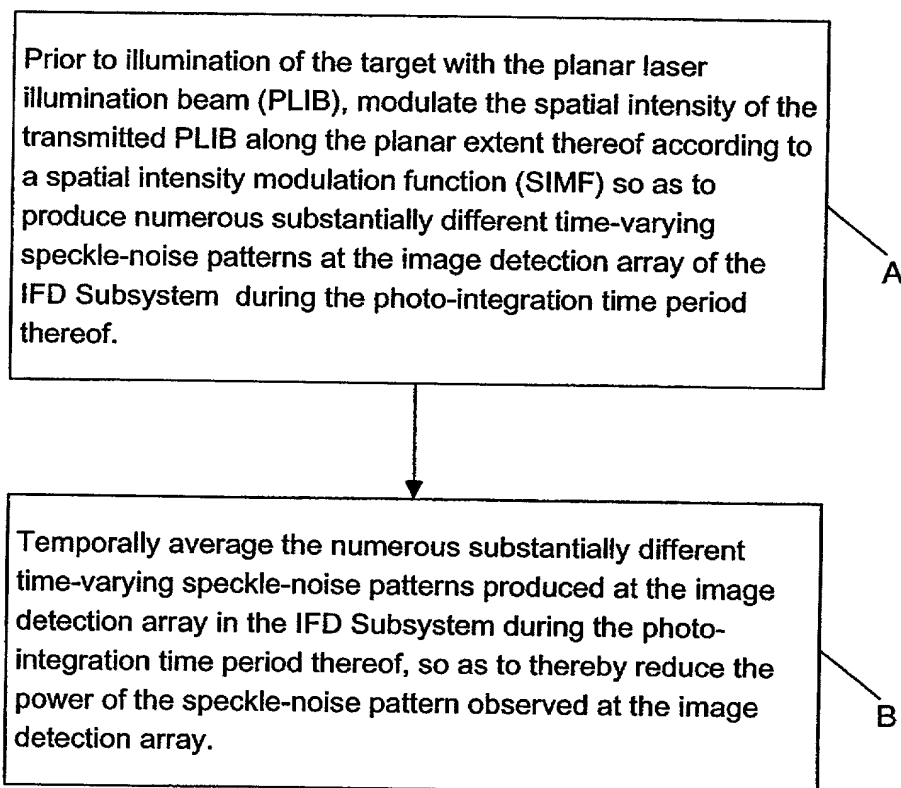 Prior to illumination of the target with the planar laser
illumination beam (PLIB), modulate the spatial intensity of the
transmitted PLIB along the planar extent thereof according to
a spatial intensity modulation function (SIMF) so as to
produce numerous substantially different time-varying
speckle-noise patterns at the image detection array of the
IFD Subsystem during the photo-integration time period
thereof.
A
Temporally average the numerous substantially different
time-varying speckle-noise patterns produced at the image
detection array in the IFD Subsystem during the photo-
integration time period thereof, so as to thereby reduce the
power of the speckle-noise pattern observed at the image
detection array.
B